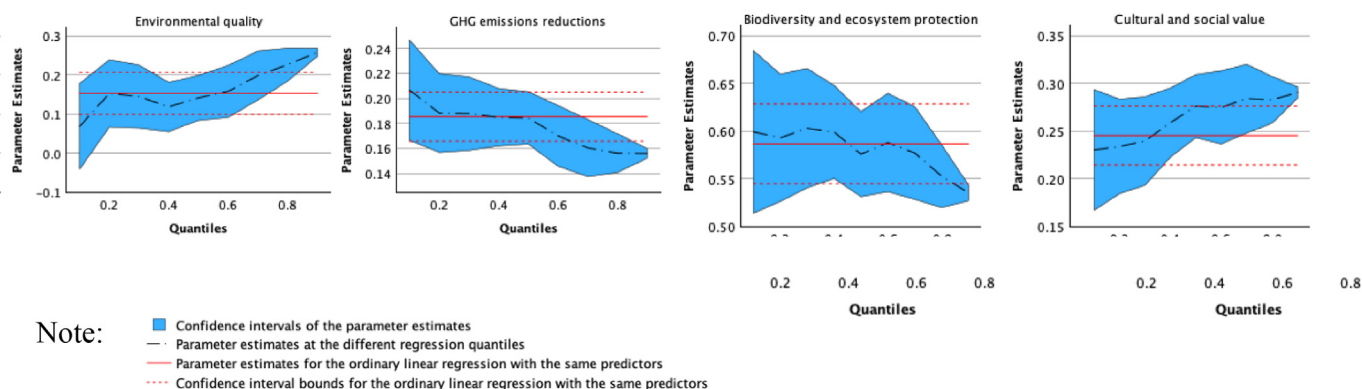 Environmental quality
Parameter Estimates
0.3
0.2
0.1
0.0
-0.1
0.2
0.4
0.6
0.8
Quantiles
GHG emissions reductions
Parameter Estimates
0.24
0.22
0.20
0.18
0.16
0.14
0.2
0.4
0.6
0.8
Quantiles
Biodiversity and ecosystem protection
Parameter Estimates
0.70
0.65
0.60
0.55
0.50
0.2
0.4
0.6
0.8
Quantiles
Cultural and social value
Parameter Estimates
0.35
0.30
0.25
0.20
0.15
0.2
0.4
0.6
0.8
Quantiles
Note:
Confidence intervals of the parameter estimates
Parameter estimates at the different regression quantiles
Parameter estimates for the ordinary linear regression with the same predictors
Confidence interval bounds for the ordinary linear regression with the same predictors